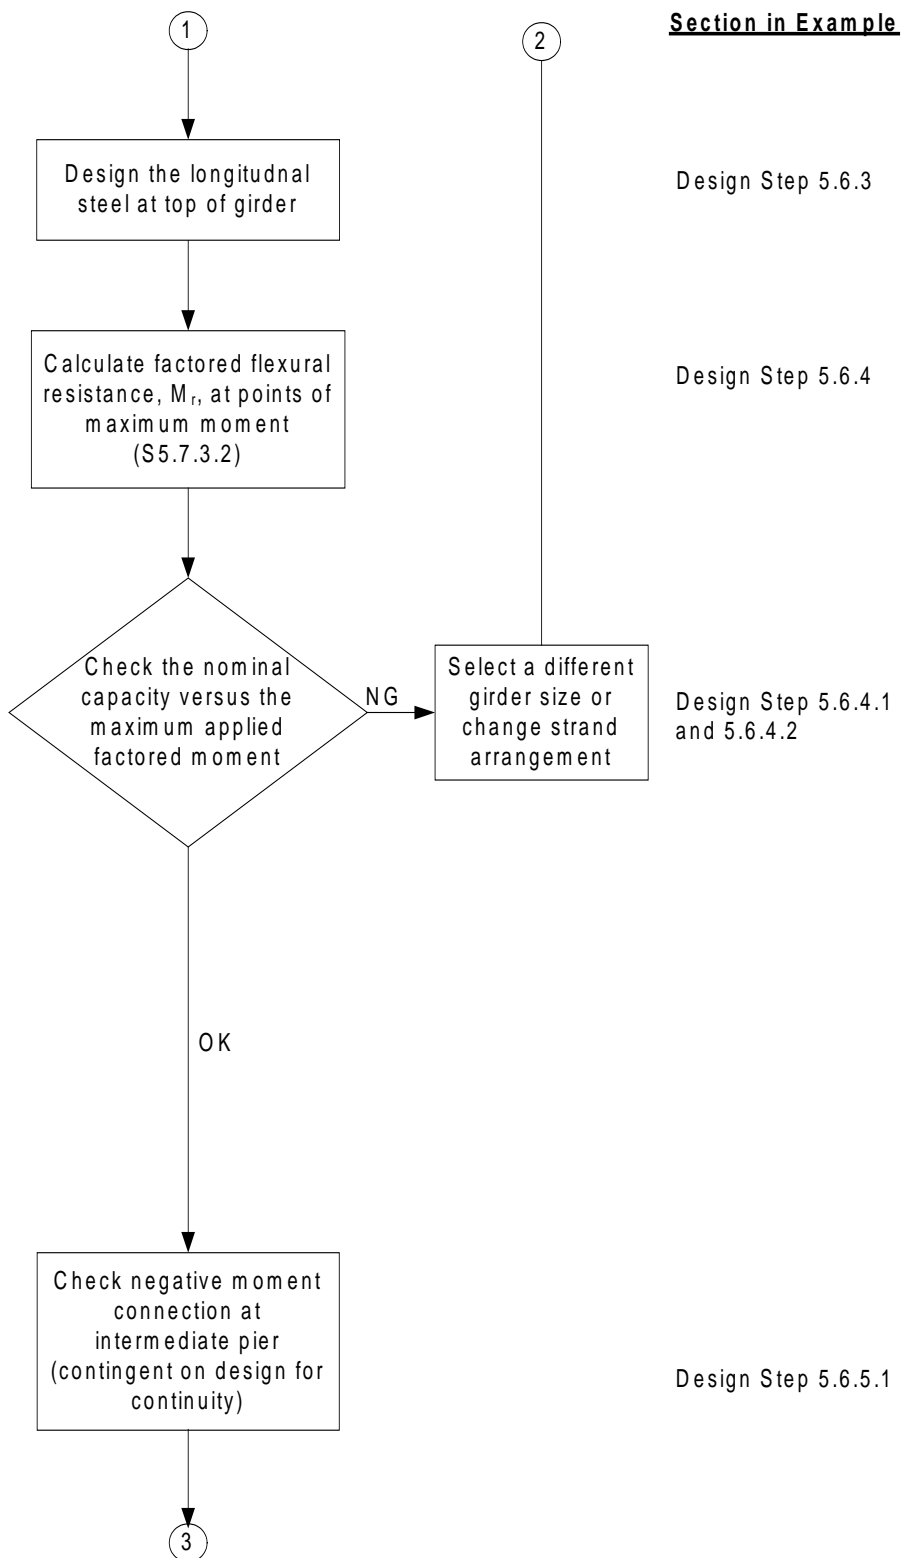 1
2
Section in Example
Design the longitudnal
steel at top of girder
Design Step 5.6.3
Calculate factored flexural
resistance, Mr, at points of
maximum moment
(S5.7.3.2)
Design Step 5.6.4
Check the nominal
capacity versus the
maximum applied
factored moment
NG
Select a different
girder size or
change strand
arrangement
Design Step 5.6.4.1
and 5.6.4.2
OK
Check negative moment
connection at
intermediate pier
(contingent on design for
continuity)
Design Step 5.6.5.1
3